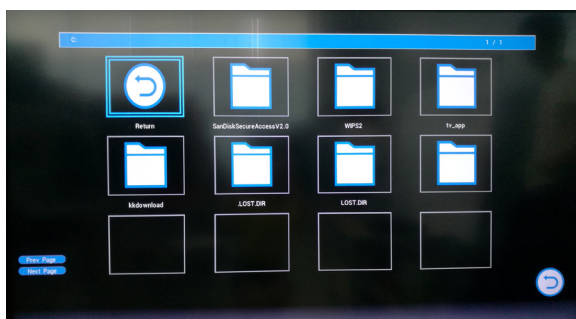 C:
1 / 1
Return
SanDiskSecureAccessV2.0
WIPS2
tv_app
kkdownload
.LOST.DIR
LOST.DIR
Prev Page
Next Page